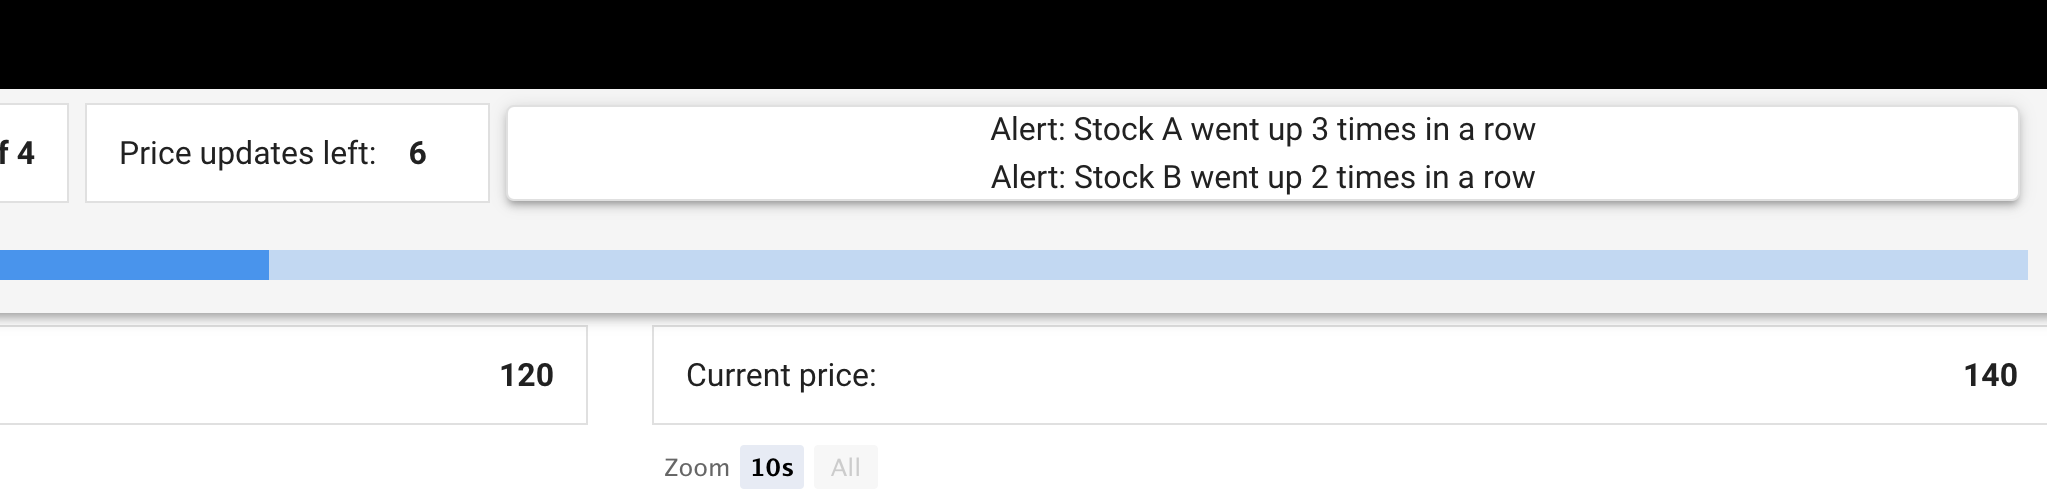 f 4
Price updates left: 6
Alert: Stock A went up 3 times in a row
Alert: Stock B went up 2 times in a row
120
Current price: 140
Zoom 10s All